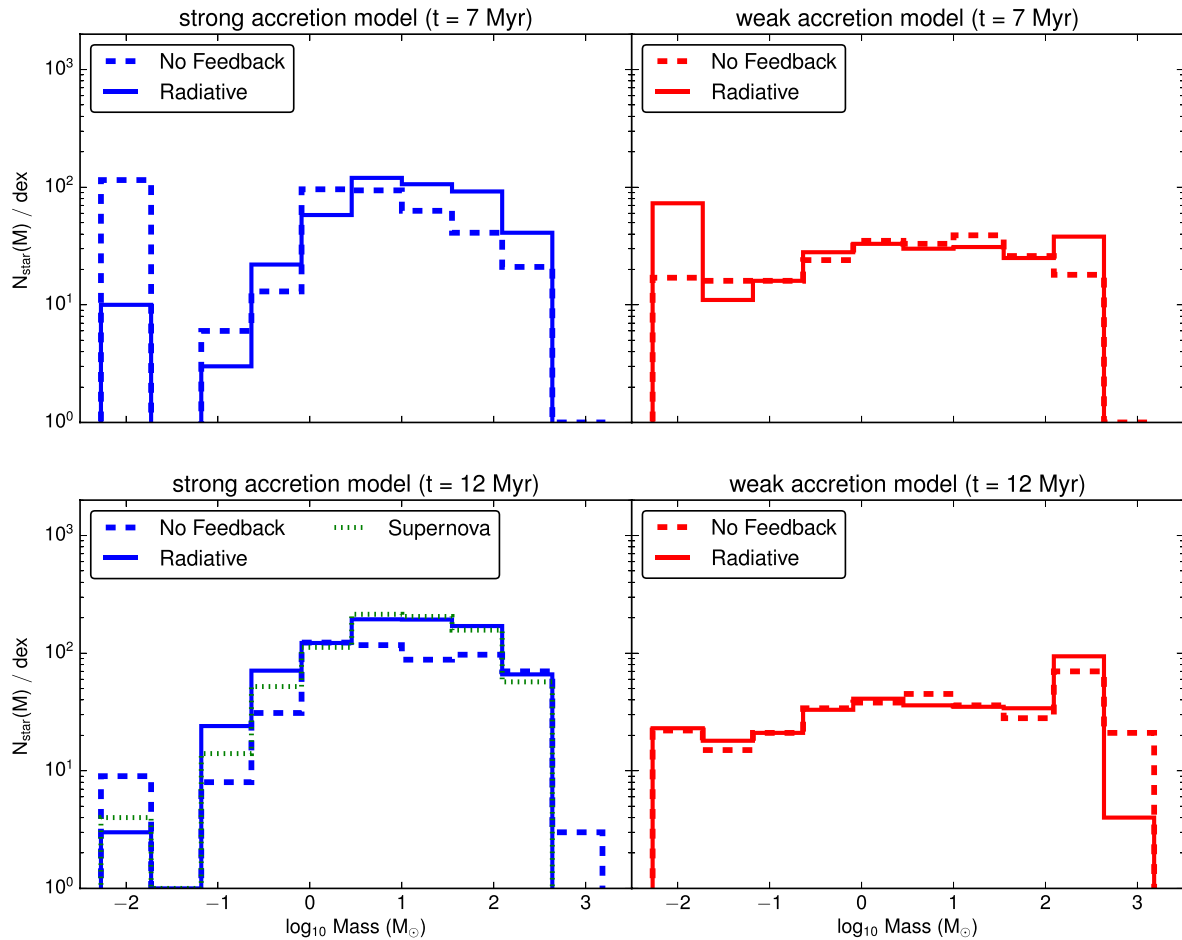 strong accretion model (t = 7 Myr)
weak accretion model (t = 7 Myr)
No Feedback
Radiative
No Feedback
Radiative
10³
10²
10¹
10⁰
N_star(M) / dex
strong accretion model (t = 12 Myr)
weak accretion model (t = 12 Myr)
No Feedback
Radiative
Supernova
No Feedback
Radiative
10³
10²
10¹
10⁰
N_star(M) / dex
−2 −1 0 1 2 3
−2 −1 0 1 2 3
log₁₀ Mass (M☉)
log₁₀ Mass (M☉)